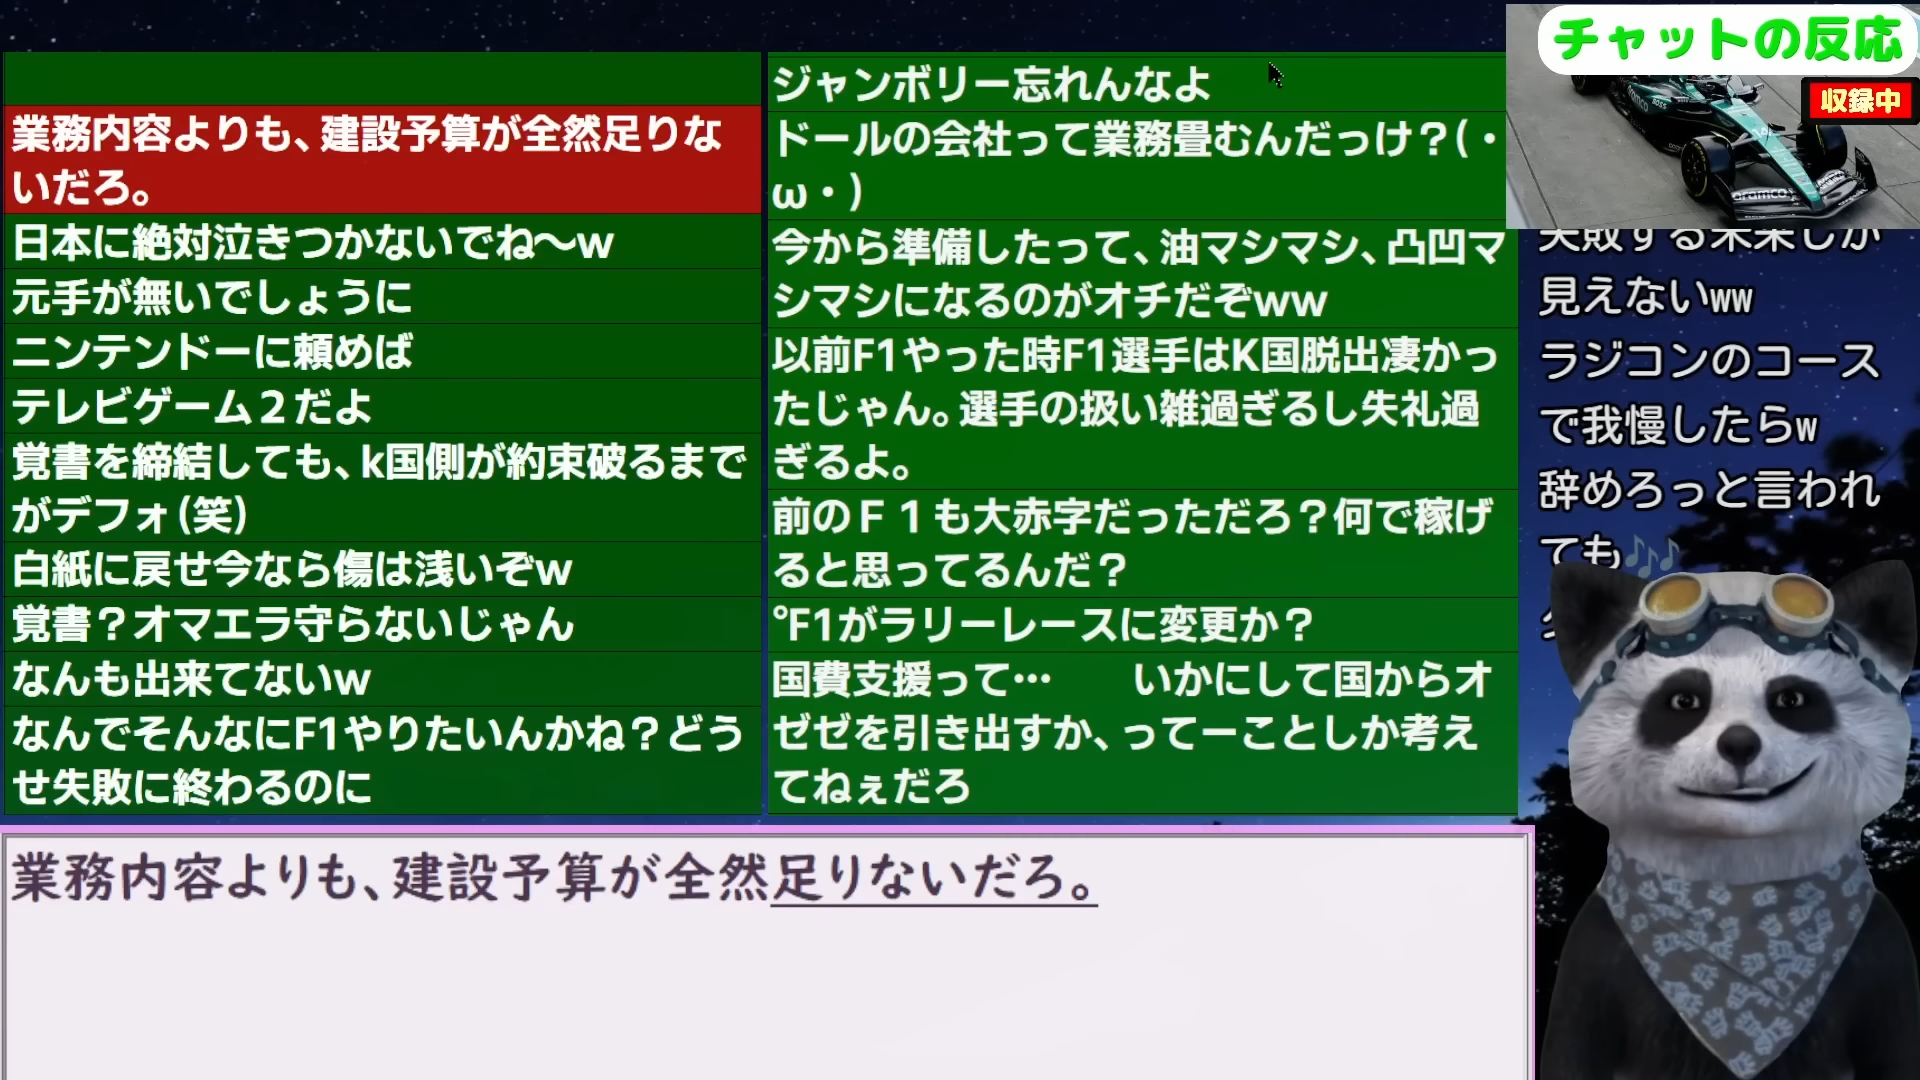 チャットの反応
収録中
業務内容よりも、建設予算が全然足りな
いだろ。
日本に絶対泣きつかないでね〜w
元手が無いでしょうに
ニンテンドーに頼めば
テレビゲーム２だよ
覚書を締結しても、k国側が約束破るまで
がデフォ(笑)
白紙に戻せ今なら傷は浅いぞw
覚書？オマエラ守らないじゃん
なんも出来てないw
なんでそんなにF1やりたいんかね？どう
せ失敗に終わるのに
ジャンボリー忘れんなよ
ドールの会社って業務畳むんだっけ？(・
ω・)
今から準備したって、油マシマシ、凸凹マ
シマシになるのがオチだぞww
以前F1やった時F1選手はK国脱出凄かっ
たじゃん。選手の扱い雑過ぎるし失礼過
ぎるよ。
前のＦ１も大赤字だっただろ？何で稼げ
ると思ってるんだ？
℉1がラリーレースに変更か？
国費支援って…　　いかにして国からオ
ゼゼを引き出すか、ってーことしか考え
てねぇだろ
aramco
aramco
失敗する未来しか
見えないww
ラジコンのコース
で我慢したらw
辞めろっと言われ
ても🎶
業務内容よりも、建設予算が全然足りないだろ。